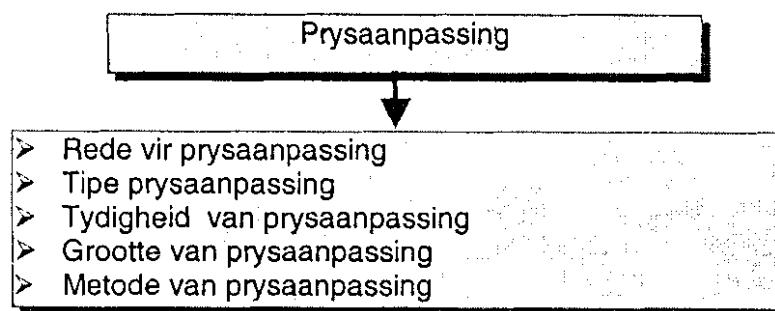 Prysaanpassing
➢ Rede vir prysaanpassing
➢ Tipe prysaanpassing
➢ Tydigheid van prysaanpassing
➢ Grootte van prysaanpassing
➢ Metode van prysaanpassing